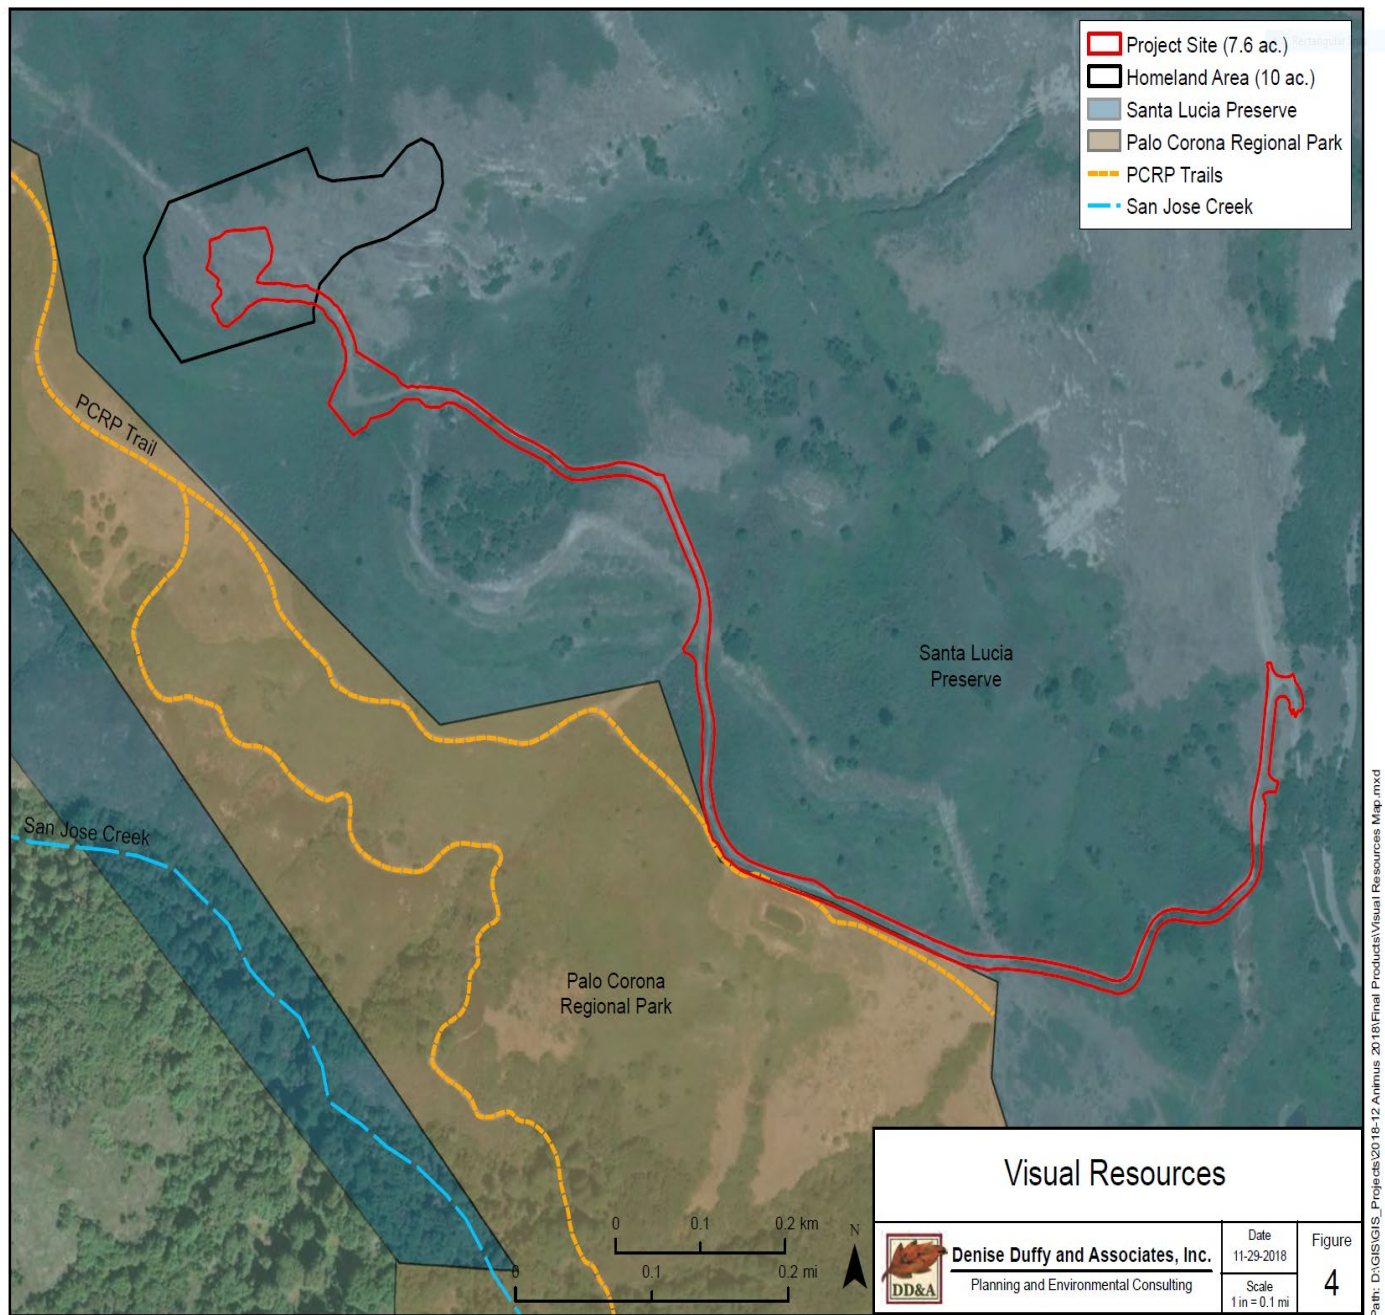 Project Site (7.6 ac.)
Homeland Area (10 ac.)
Santa Lucia Preserve
Palo Corona Regional Park
PCRP Trails
San Jose Creek
PCRP Trail
Santa Lucia
Preserve
San Jose Creek
Palo Corona
Regional Park
0 0.1 0.2 km
0 0.1 0.2 mi
N
Visual Resources
DD&A
Denise Duffy and Associates, Inc.
Planning and Environmental Consulting
Date
11-29-2018
Scale
1 in = 0.1 mi
Figure
4
Path: D:\GIS\GIS_Projects\2018-12 Animus 2018\Final Products\Visual Resources Map.mxd